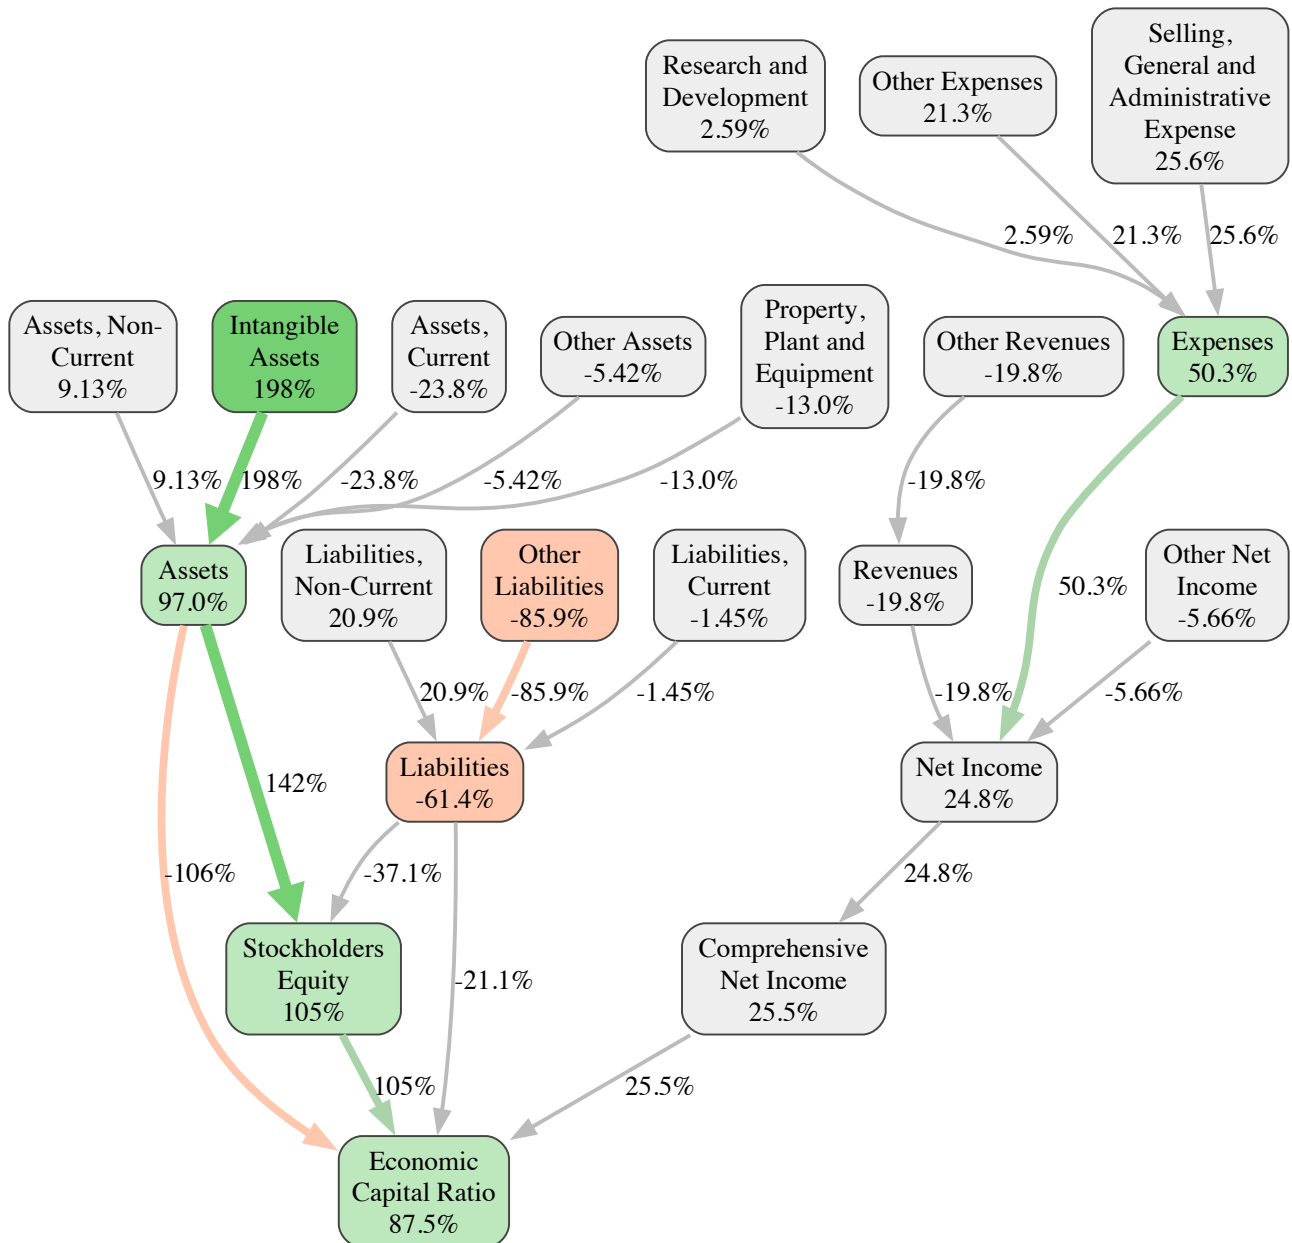 Research and
Development
2.59%
Other Expenses
21.3%
Selling,
General and
Administrative
Expense
25.6%
2.59%
21.3%
25.6%
Assets, Non-
Current
9.13%
Intangible
Assets
198%
Assets,
Current
-23.8%
Other Assets
-5.42%
Property,
Plant and
Equipment
-13.0%
Other Revenues
-19.8%
Expenses
50.3%
9.13%
198%
-23.8%
-5.42%
-13.0%
-19.8%
Assets
97.0%
Liabilities,
Non-Current
20.9%
Other
Liabilities
-85.9%
Liabilities,
Current
-1.45%
Revenues
-19.8%
50.3%
Other Net
Income
-5.66%
20.9%
-85.9%
-1.45%
-19.8%
-5.66%
142%
Liabilities
-61.4%
Net Income
24.8%
-106%
-37.1%
24.8%
Stockholders
Equity
105%
-21.1%
Comprehensive
Net Income
25.5%
105%
25.5%
Economic
Capital Ratio
87.5%